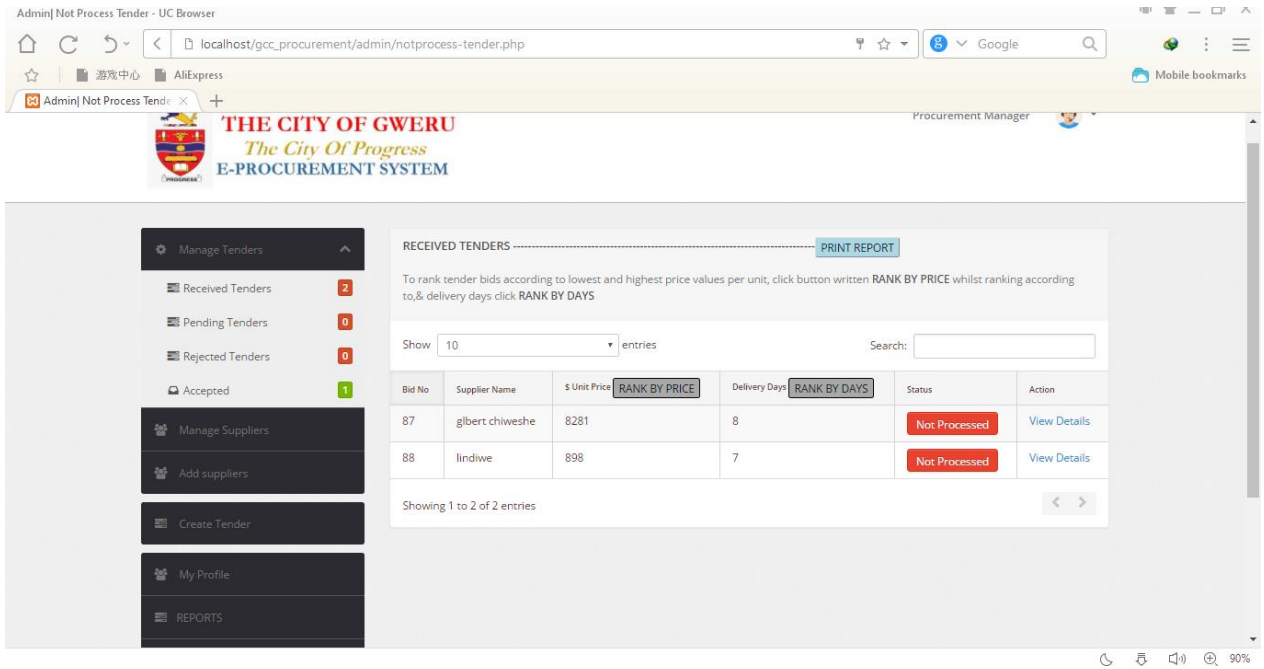 Admin| Not Process Tender - UC Browser
localhost/gcc_procurement/admin/notprocess-tender.php
Google
游戏中心 AliExpress
Mobile bookmarks
Admin| Not Process Tende
THE CITY OF GWERU
The City Of Progress
E-PROCUREMENT SYSTEM
PROGRESS
Procurement Manager
Manage Tenders
Received Tenders 2
Pending Tenders 0
Rejected Tenders 0
Accepted 1
Manage Suppliers
Add suppliers
Create Tender
My Profile
REPORTS
RECEIVED TENDERS ------------------------------------------------------------------------------------ PRINT REPORT
To rank tender bids according to lowest and highest price values per unit, click button written RANK BY PRICE whilst ranking according
to,& delivery days click RANK BY DAYS
Show 10 entries
Search:
Bid No Supplier Name $ Unit Price RANK BY PRICE Delivery Days RANK BY DAYS Status Action
87 glbert chiweshe 8281 8 Not Processed View Details
88 lindiwe 898 7 Not Processed View Details
Showing 1 to 2 of 2 entries
90%